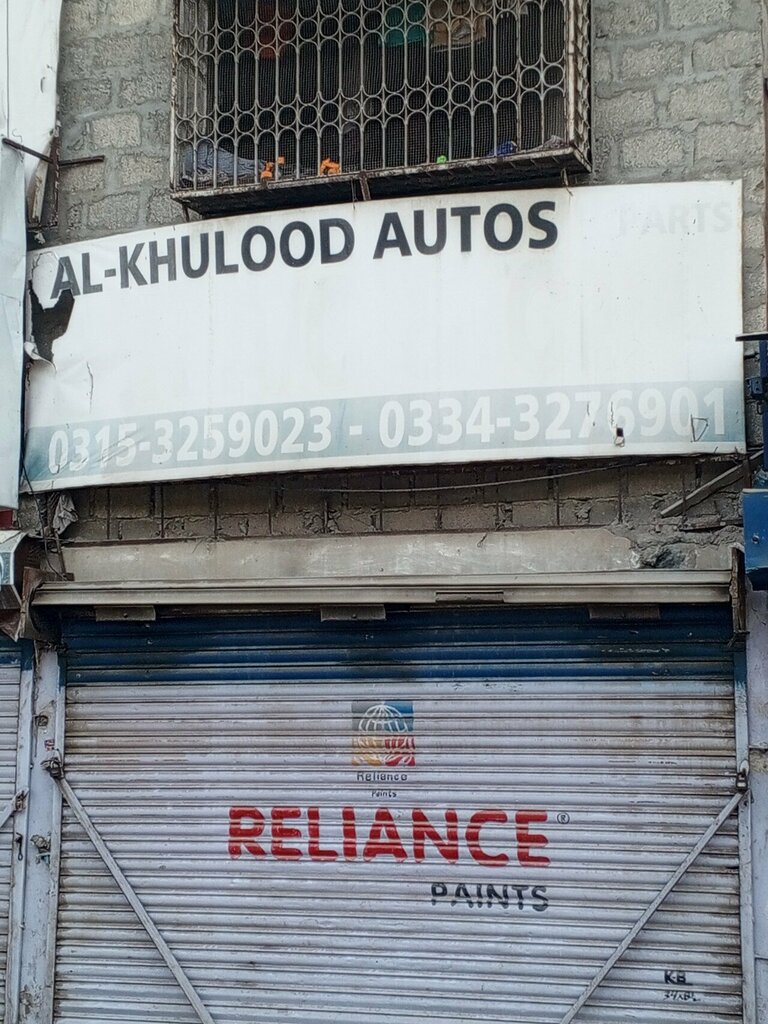 AL-KHULOOD AUTOS PARTS
0315-3259023 - 0334-3276901
Reliance
Paints
RELIANCE®
PAINTS
KB